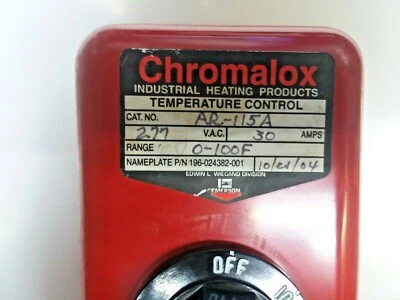 Chromalox
INDUSTRIAL HEATING PRODUCTS
TEMPERATURE CONTROL
CAT. NO. AR-115A
277 V.A.C. 30 AMPS
RANGE 0-100F
NAMEPLATE P/N 196-024382-001 10/21/04
EDWIN L. WIEGAND DIVISION
EMERSON
OFF